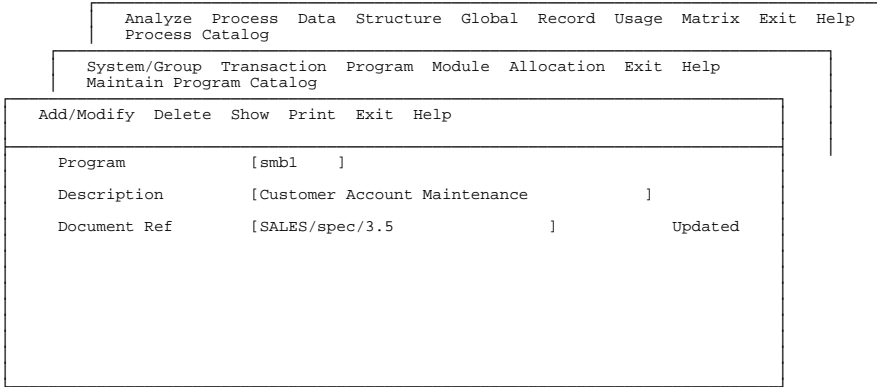 Analyze Process Data Structure Global Record Usage Matrix Exit Help
Process Catalog
System/Group Transaction Program Module Allocation Exit Help
Maintain Program Catalog
Add/Modify Delete Show Print Exit Help
Program [smb1 ]
Description [Customer Account Maintenance ]
Document Ref [SALES/spec/3.5 ] Updated